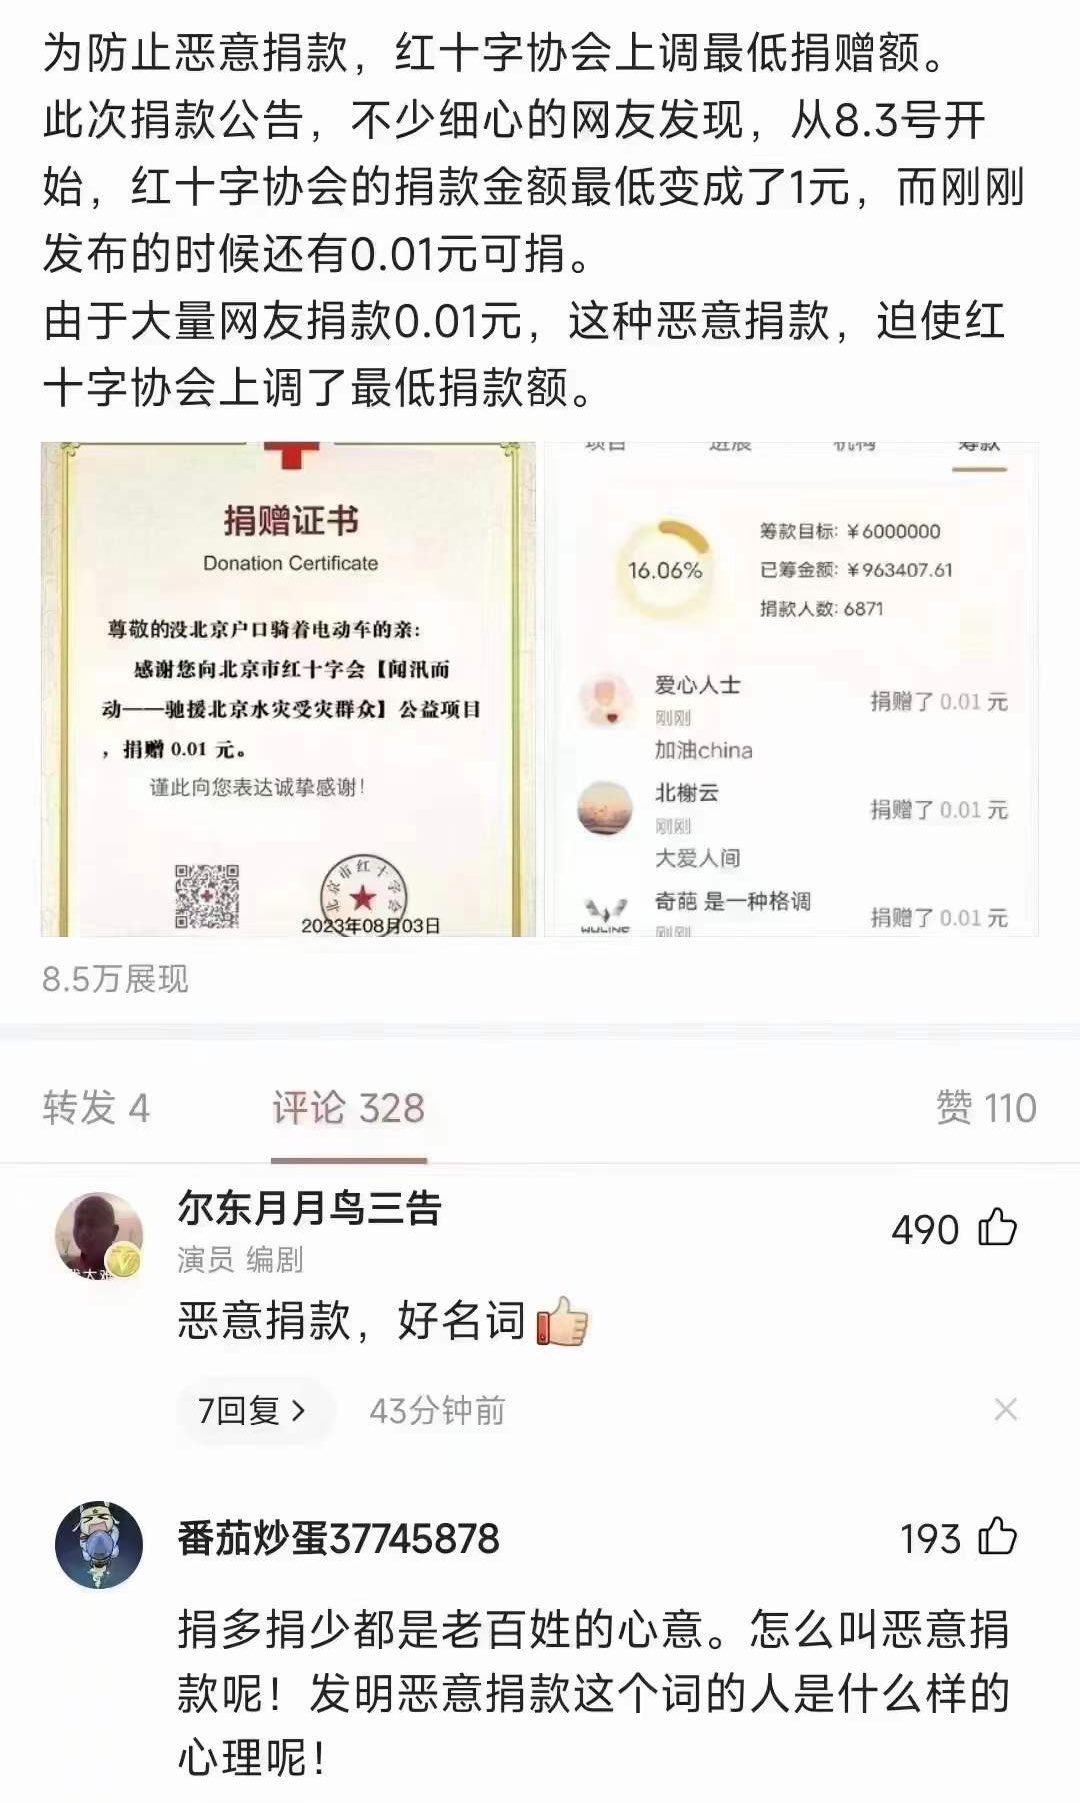 为防止恶意捐款，红十字协会上调最低捐赠额。
此次捐款公告，不少细心的网友发现，从8.3号开
始，红十字协会的捐款金额最低变成了1元，而刚刚
发布的时候还有0.01元可捐。
由于大量网友捐款0.01元，这种恶意捐款，迫使红
十字协会上调了最低捐款额。
捐赠证书
Donation Certificate
尊敬的没北京户口骑着电动车的亲：
感谢您向北京市红十字会【闻汛而
动——驰援北京水灾受灾群众】公益项目
，捐赠 0.01 元。
谨此向您表达诚挚感谢！
北京市红十字会
2023年08月03日
项目 进展 机构 筹款
16.06%
筹款目标：¥6000000
已筹金额：¥963407.61
捐款人数：6871
爱心人士
刚刚
捐赠了 0.01 元
加油china
北榭云
刚刚
捐赠了 0.01 元
大爱人间
奇葩 是一种格调
刚刚
捐赠了 0.01 元
WULING
8.5万展现
转发 4 评论 328 赞 110
尔东月月鸟三告
演员 编剧
490
恶意捐款，好名词
7回复 >
43分钟前
番茄炒蛋37745878
193
捐多捐少都是老百姓的心意。怎么叫恶意捐
款呢！发明恶意捐款这个词的人是什么样的
心理呢！